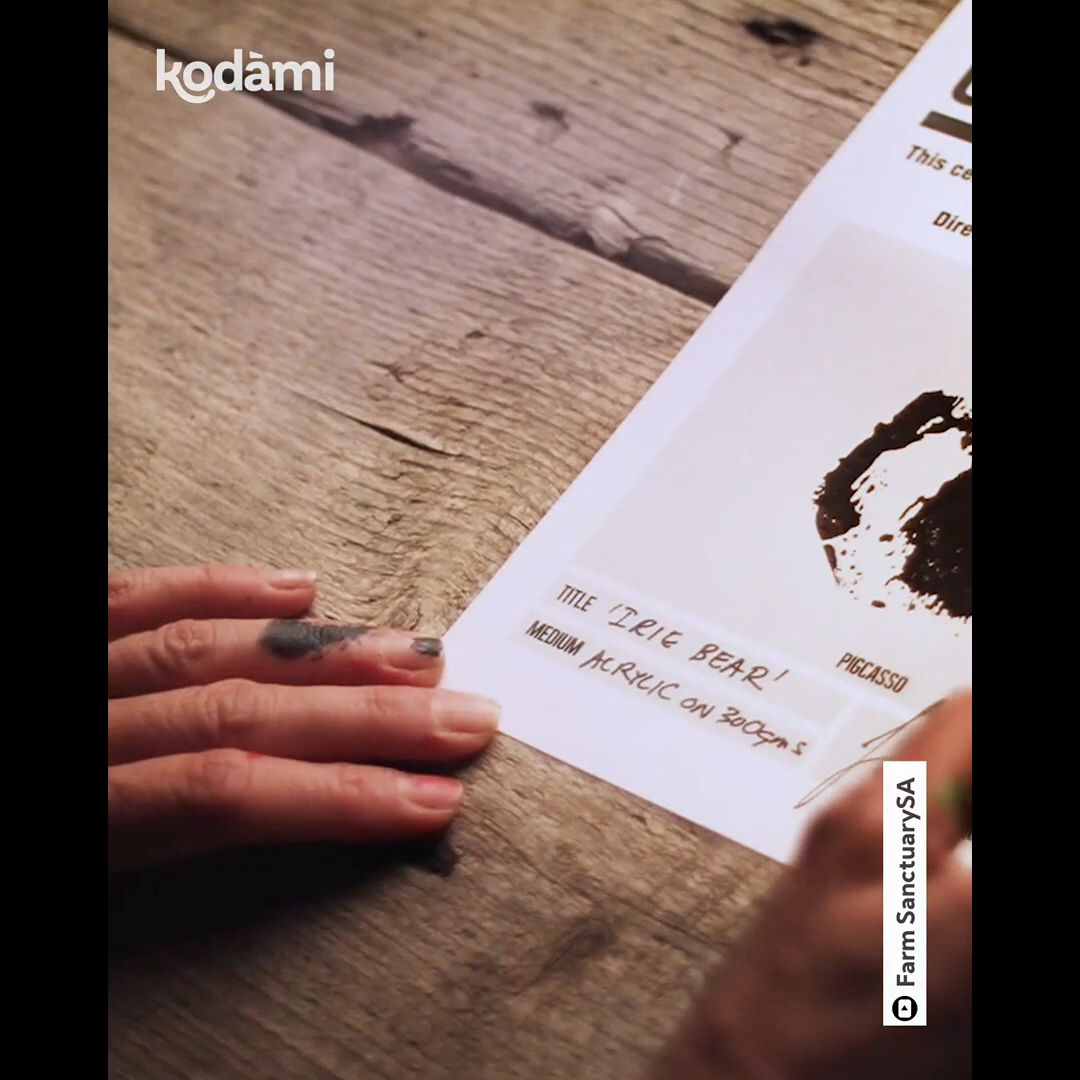 kodàmi
This ce
Dire
TITLE 'IRIE BEAR'
MEDIUM ACRYLIC ON 300gms
PIGCASSO
Farm SanctuarySA